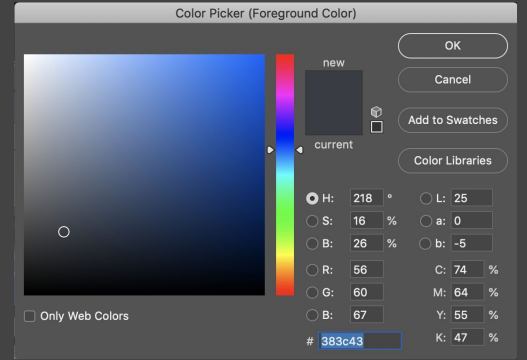 Color Picker (Foreground Color)
new
current
OK
Cancel
Add to Swatches
Color Libraries
H: 218 °
S: 16 %
B: 26 %
R: 56
G: 60
B: 67
# 383c43
L: 25
a: 0
b: -5
C: 74 %
M: 64 %
Y: 55 %
K: 47 %
Only Web Colors